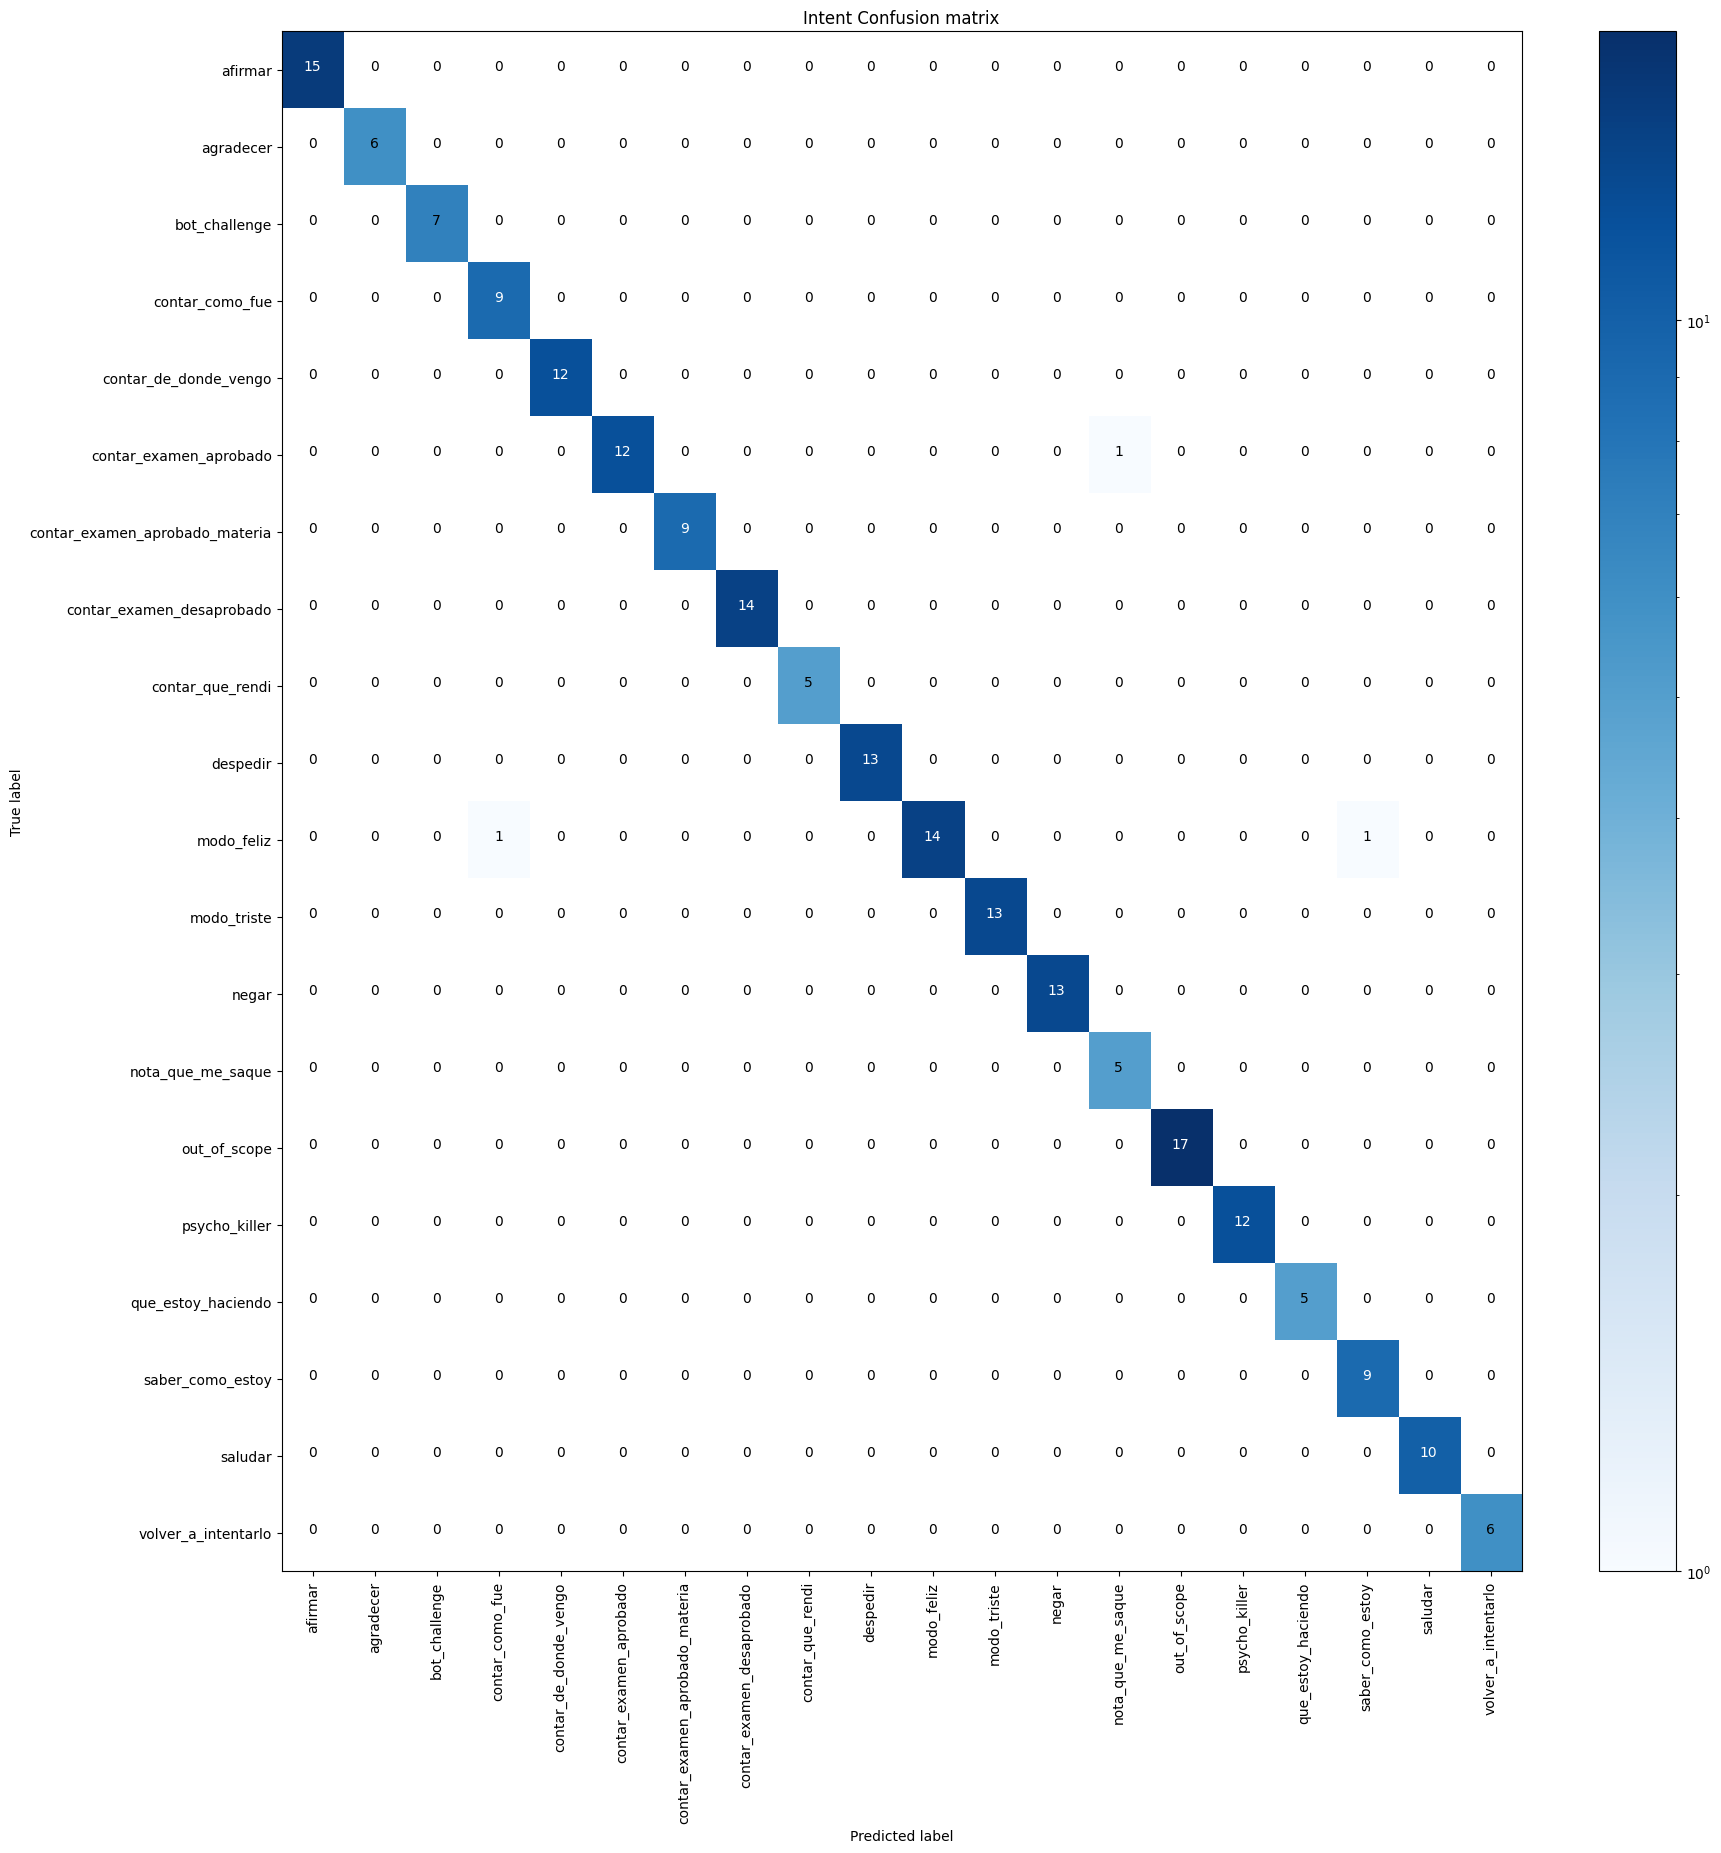 Intent Confusion matrix
afirmar 15 0 0 0 0 0 0 0 0 0 0 0 0 0 0 0 0 0 0 0
agradecer 0 6 0 0 0 0 0 0 0 0 0 0 0 0 0 0 0 0 0 0
bot_challenge 0 0 7 0 0 0 0 0 0 0 0 0 0 0 0 0 0 0 0 0
contar_como_fue 0 0 0 9 0 0 0 0 0 0 0 0 0 0 0 0 0 0 0 0
10¹
contar_de_donde_vengo 0 0 0 0 12 0 0 0 0 0 0 0 0 0 0 0 0 0 0 0
contar_examen_aprobado 0 0 0 0 0 12 0 0 0 0 0 0 0 1 0 0 0 0 0 0
contar_examen_aprobado_materia 0 0 0 0 0 0 9 0 0 0 0 0 0 0 0 0 0 0 0 0
contar_examen_desaprobado 0 0 0 0 0 0 0 14 0 0 0 0 0 0 0 0 0 0 0 0
contar_que_rendi 0 0 0 0 0 0 0 0 5 0 0 0 0 0 0 0 0 0 0 0
despedir 0 0 0 0 0 0 0 0 0 13 0 0 0 0 0 0 0 0 0 0
True label
modo_feliz 0 0 0 1 0 0 0 0 0 0 14 0 0 0 0 0 0 1 0 0
modo_triste 0 0 0 0 0 0 0 0 0 0 0 13 0 0 0 0 0 0 0 0
negar 0 0 0 0 0 0 0 0 0 0 0 0 13 0 0 0 0 0 0 0
nota_que_me_saque 0 0 0 0 0 0 0 0 0 0 0 0 0 5 0 0 0 0 0 0
out_of_scope 0 0 0 0 0 0 0 0 0 0 0 0 0 0 17 0 0 0 0 0
psycho_killer 0 0 0 0 0 0 0 0 0 0 0 0 0 0 0 12 0 0 0 0
que_estoy_haciendo 0 0 0 0 0 0 0 0 0 0 0 0 0 0 0 0 5 0 0 0
saber_como_estoy 0 0 0 0 0 0 0 0 0 0 0 0 0 0 0 0 0 9 0 0
saludar 0 0 0 0 0 0 0 0 0 0 0 0 0 0 0 0 0 0 10 0
volver_a_intentarlo 0 0 0 0 0 0 0 0 0 0 0 0 0 0 0 0 0 0 0 6
10⁰
afirmar
agradecer
bot_challenge
contar_como_fue
contar_de_donde_vengo
contar_examen_aprobado
contar_examen_aprobado_materia
contar_examen_desaprobado
contar_que_rendi
despedir
modo_feliz
modo_triste
negar
nota_que_me_saque
out_of_scope
psycho_killer
que_estoy_haciendo
saber_como_estoy
saludar
volver_a_intentarlo
Predicted label